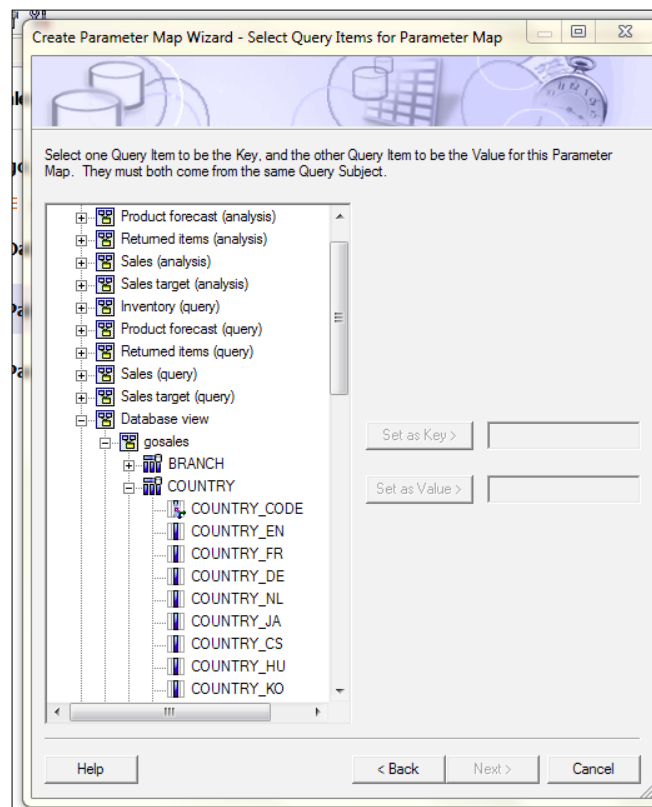 Create Parameter Map Wizard - Select Query Items for Parameter Map
Select one Query Item to be the Key, and the other Query Item to be the Value for this Parameter
Map. They must both come from the same Query Subject.
Product forecast (analysis)
Returned items (analysis)
Sales (analysis)
Sales target (analysis)
Inventory (query)
Product forecast (query)
Returned items (query)
Sales (query)
Sales target (query)
Database view
gosales
BRANCH
COUNTRY
COUNTRY_CODE
COUNTRY_EN
COUNTRY_FR
COUNTRY_DE
COUNTRY_NL
COUNTRY_JA
COUNTRY_CS
COUNTRY_HU
COUNTRY_KO
Set as Key >
Set as Value >
Help
< Back
Next >
Cancel